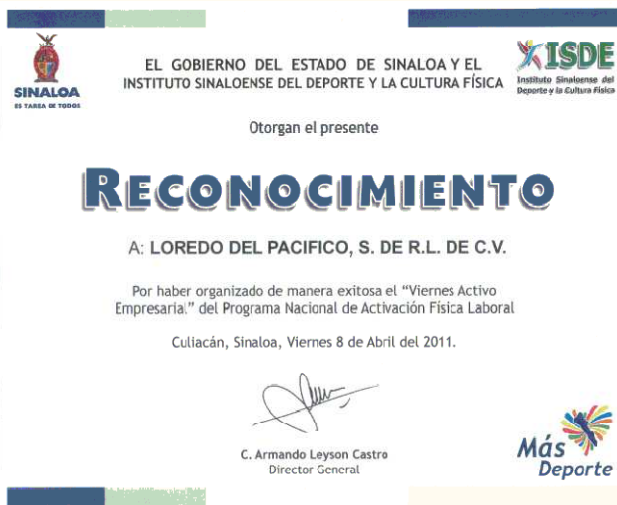 SINALOA
ES TAREA DE TODOS
EL GOBIERNO DEL ESTADO DE SINALOA Y EL
INSTITUTO SINALOENSE DEL DEPORTE Y LA CULTURA FÍSICA
ISDE
Instituto Sinaloense del
Deporte y la Cultura Física
Otorgan el presente
RECONOCIMIENTO
A: LOREDO DEL PACIFICO, S. DE R.L. DE C.V.
Por haber organizado de manera exitosa el “Viernes Activo
Empresarial” del Programa Nacional de Activación Física Laboral
Culiacán, Sinaloa, Viernes 8 de Abril del 2011.
C. Armando Leyson Castro
Director General
Más
Deporte